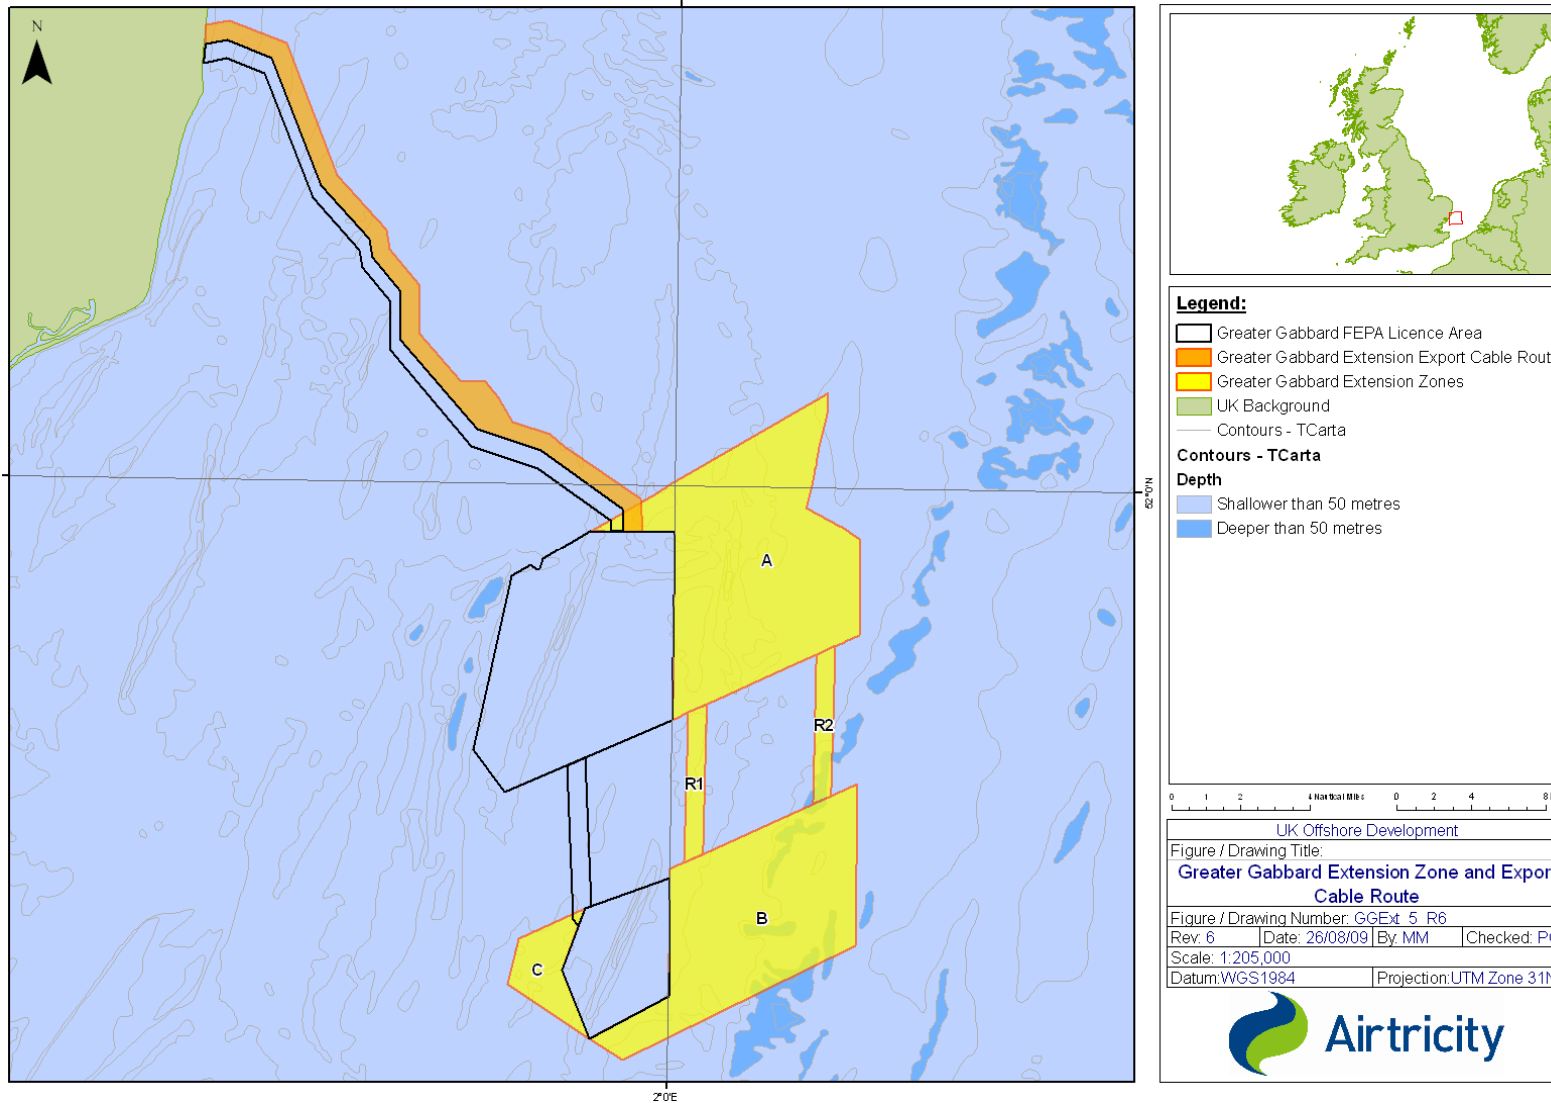 N
A
R2
R1
B
C
52°0'N
2°0'E
Legend:
Greater Gabbard FEPA Licence Area
Greater Gabbard Extension Export Cable Rout
Greater Gabbard Extension Zones
UK Background
Contours - TCarta
Contours - TCarta
Depth
Shallower than 50 metres
Deeper than 50 metres
0 1 2 4 Nautical Miles 0 2 4 8
UK Offshore Development
Figure / Drawing Title:
Greater Gabbard Extension Zone and Expor
Cable Route
Figure / Drawing Number: GGExt_5_R6
Rev: 6 Date: 26/08/09 By: MM Checked: P
Scale: 1:205,000
Datum:WGS1984 Projection:UTM Zone 31N
Airtricity